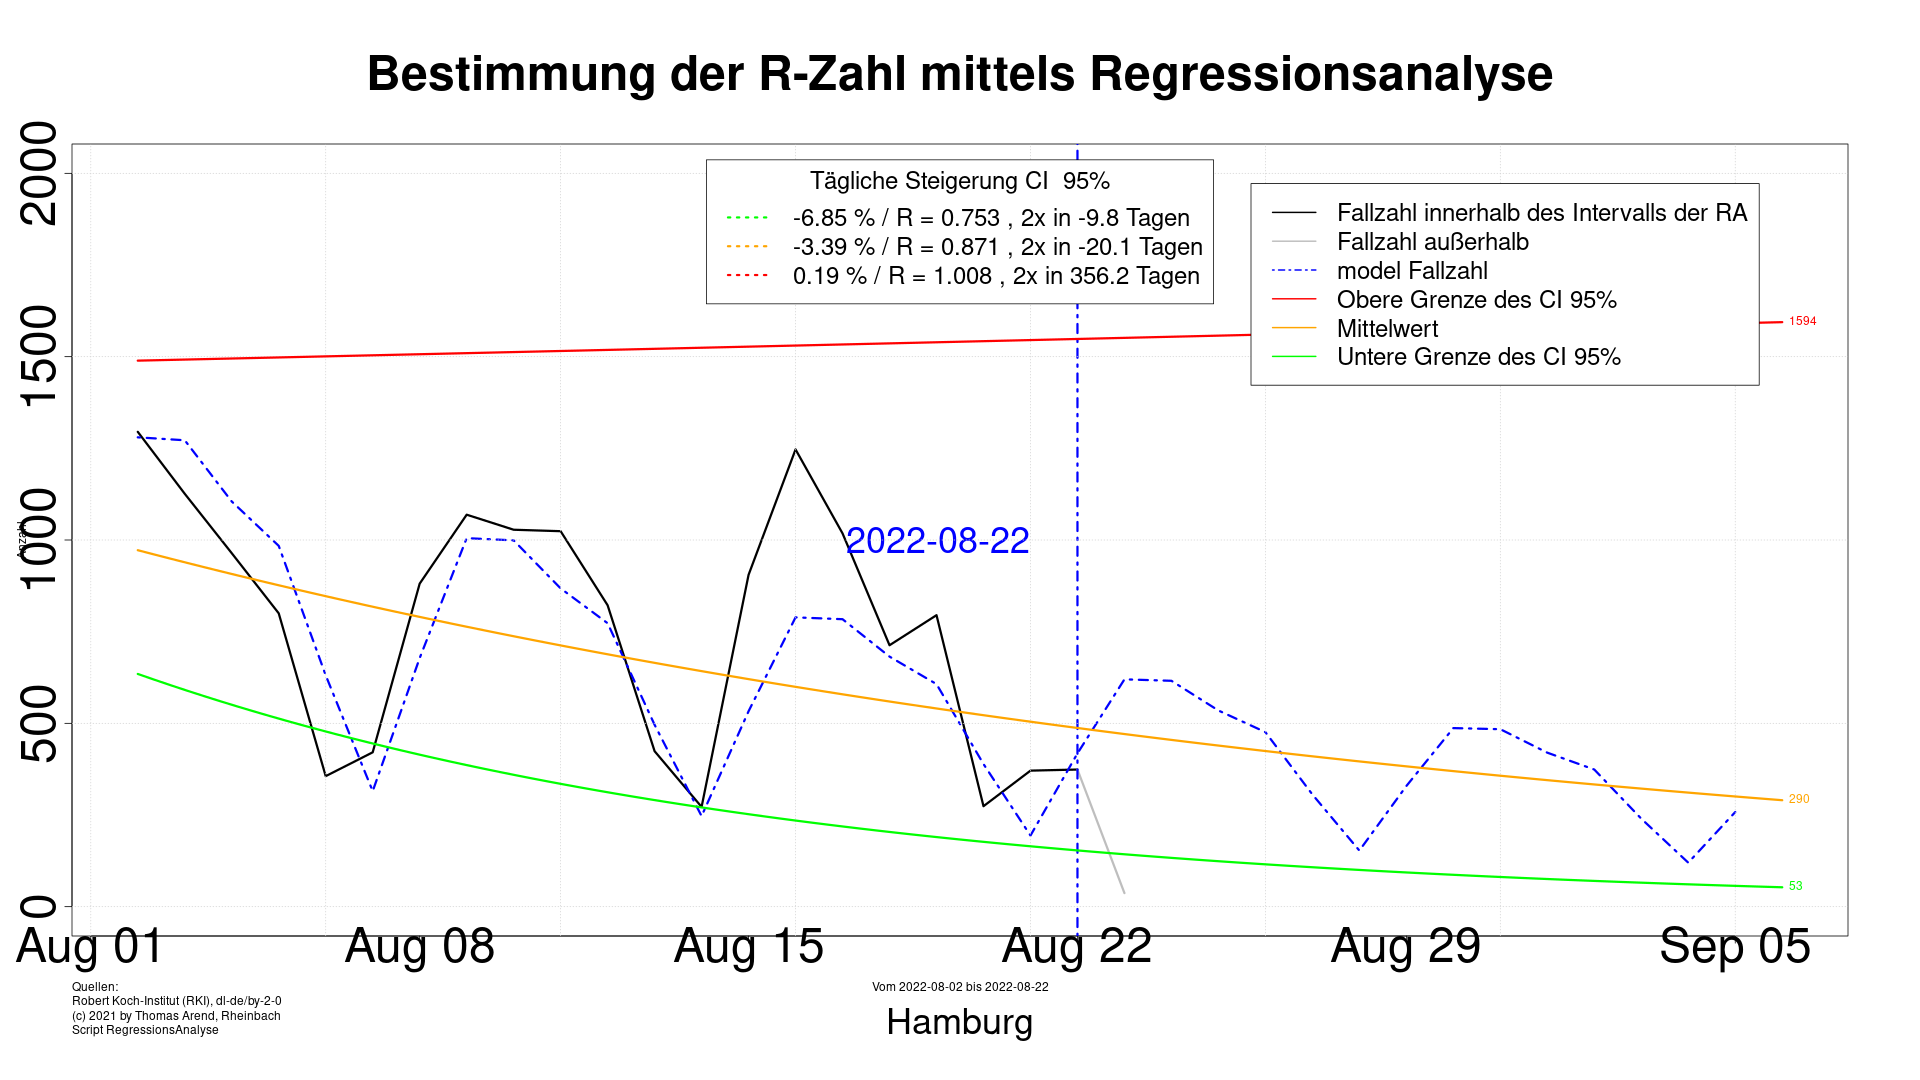 Bestimmung der R-Zahl mittels Regressionsanalyse
Tägliche Steigerung CI  95%
-6.85 % / R = 0.753 , 2x in -9.8 Tagen
-3.39 % / R = 0.871 , 2x in -20.1 Tagen
0.19 % / R = 1.008 , 2x in 356.2 Tagen
Fallzahl innerhalb des Intervalls der RA
Fallzahl außerhalb
model Fallzahl
Obere Grenze des CI 95%
Mittelwert
Untere Grenze des CI 95%
2000
1500
1000
500
0
Anzahl
1594
2022-08-22
290
53
Aug 01
Aug 08
Aug 15
Aug 22
Aug 29
Sep 05
Quellen:
Robert Koch-Institut (RKI), dl-de/by-2-0
(c) 2021 by Thomas Arend, Rheinbach
Script RegressionsAnalyse
Vom 2022-08-02 bis 2022-08-22
Hamburg